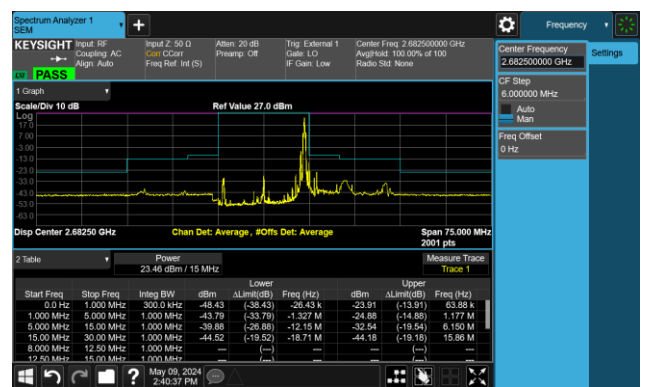 Spectrum Analyzer 1
SEM
Frequency
KEYSIGHT
Input: RF
Coupling: AC
Align: Auto
Input Z: 50 Ω
Corr CCorr
Freq Ref: Int (S)
Atten: 20 dB
Preamp: Off
Trig: External 1
Gate: LO
IF Gain: Low
Center Freq: 2.682500000 GHz
Avg|Hold: 100.00% of 100
Radio Std: None
LW PASS
Center Frequency
2.682500000 GHz
Settings
CF Step
6.000000 MHz
Auto
Man
Freq Offset
0 Hz
1 Graph
Scale/Div 10 dB
Ref Value 27.0 dBm
Log
17.0
7.00
-3.00
-13.0
-23.0
-33.0
-43.0
-53.0
-63.0
Disp Center 2.68250 GHz
Chan Det: Average , #Offs Det: Average
Span 75.000 MHz
2001 pts
2 Table
Power
23.46 dBm / 15 MHz
Measure Trace
Trace 1
Lower Upper
Start Freq Stop Freq Integ BW dBm ΔLimit(dB) Freq (Hz) dBm ΔLimit(dB) Freq (Hz)
0.0 Hz 1.000 MHz 300.0 kHz -48.43 (-38.43) -26.43 k -23.91 (-13.91) 63.88 k
1.000 MHz 5.000 MHz 1.000 MHz -43.79 (-33.79) -1.327 M -24.88 (-14.88) 1.177 M
5.000 MHz 15.00 MHz 1.000 MHz -39.88 (-26.88) -12.15 M -32.54 (-19.54) 6.150 M
15.00 MHz 30.00 MHz 1.000 MHz -44.52 (-19.52) -18.71 M -44.18 (-19.18) 15.86 M
8.000 MHz 12.50 MHz 1.000 MHz --- (---) --- --- (---) ---
12.50 MHz 15.00 MHz 1.000 MHz --- (---) --- --- (---) ---
May 09, 2024
2:40:37 PM